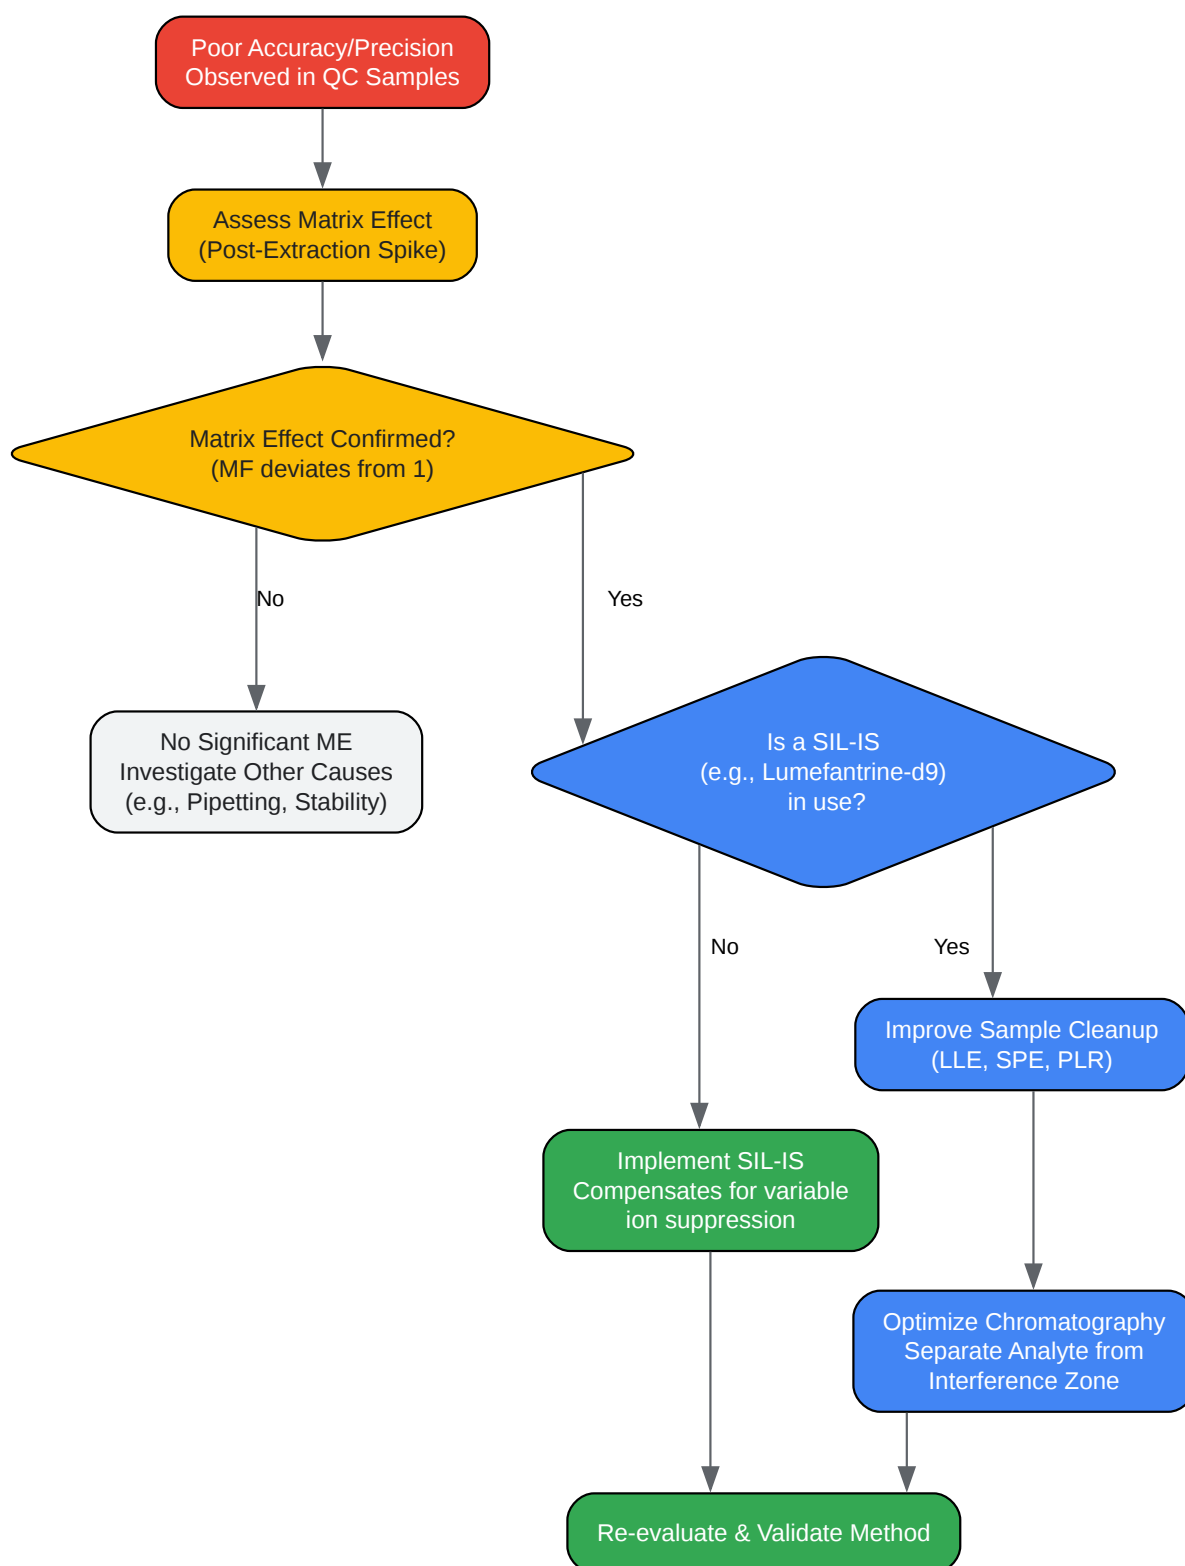 Poor Accuracy/Precision
Observed in QC Samples
Assess Matrix Effect
(Post-Extraction Spike)
Matrix Effect Confirmed?
(MF deviates from 1)
No
Yes
No Significant ME
Investigate Other Causes
(e.g., Pipetting, Stability)
Is a SIL-IS
(e.g., Lumefantrine-d9)
in use?
No
Yes
Improve Sample Cleanup
(LLE, SPE, PLR)
Implement SIL-IS
Compensates for variable
ion suppression
Optimize Chromatography
Separate Analyte from
Interference Zone
Re-evaluate & Validate Method